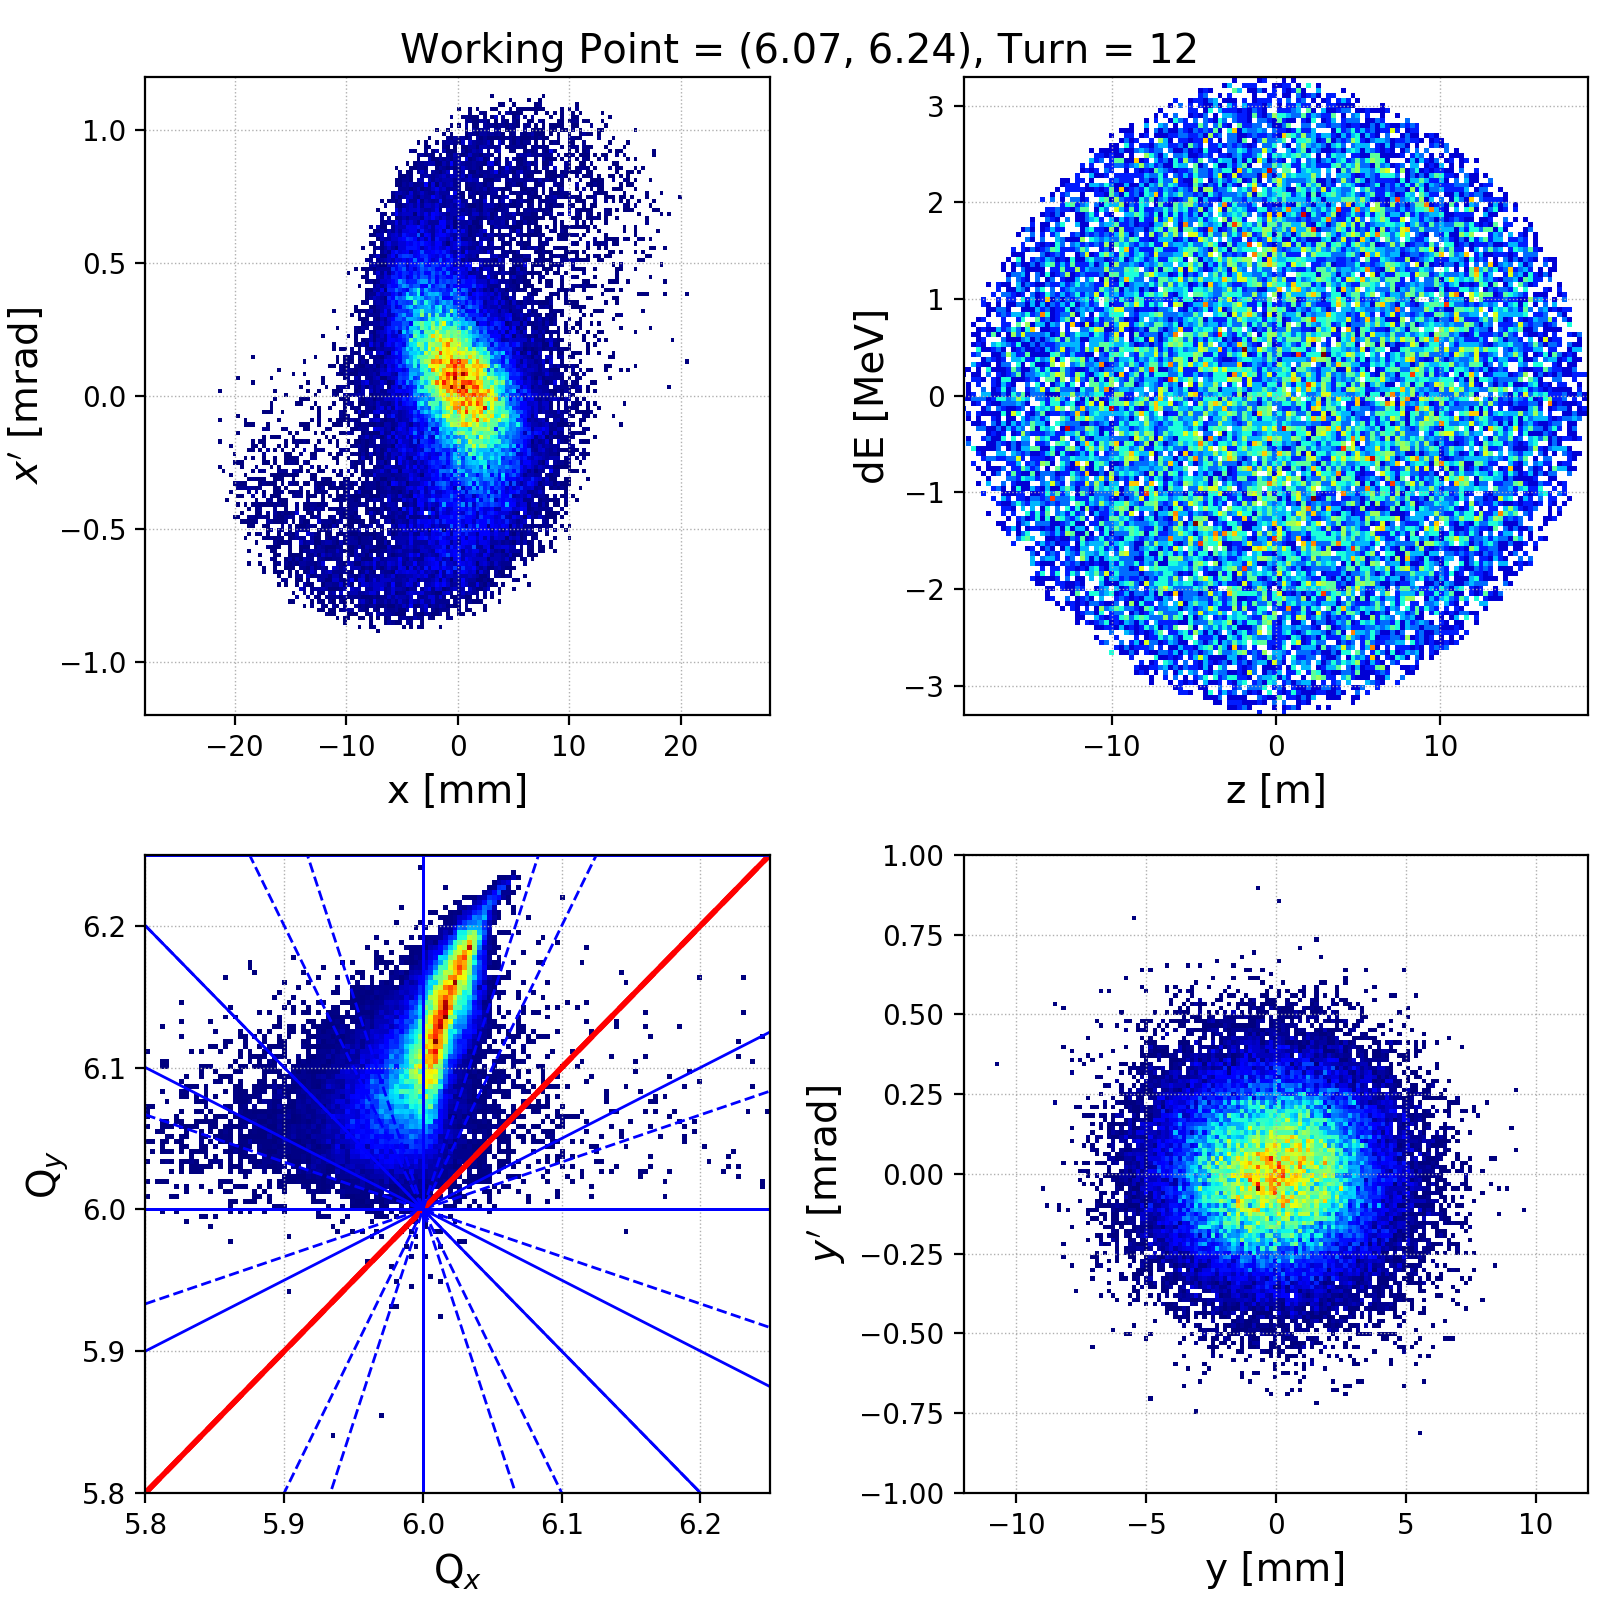 Working Point = (6.07, 6.24), Turn = 12
1.0
0.5
0.0
−0.5
−1.0
x′ [mrad]
−20 −10 0 10 20
x [mm]
3
2
1
0
−1
−2
−3
dE [MeV]
−10 0 10
z [m]
6.2
6.1
6.0
5.9
5.8
Qy
5.8 5.9 6.0 6.1 6.2
Qx
1.00
0.75
0.50
0.25
0.00
−0.25
−0.50
−0.75
−1.00
y′ [mrad]
−10 −5 0 5 10
y [mm]